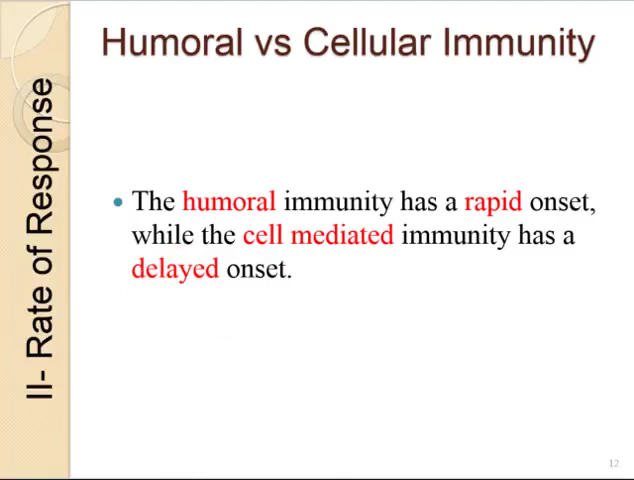 Humoral vs Cellular Immunity
II- Rate of Response
• The humoral immunity has a rapid onset,
while the cell mediated immunity has a
delayed onset.
12